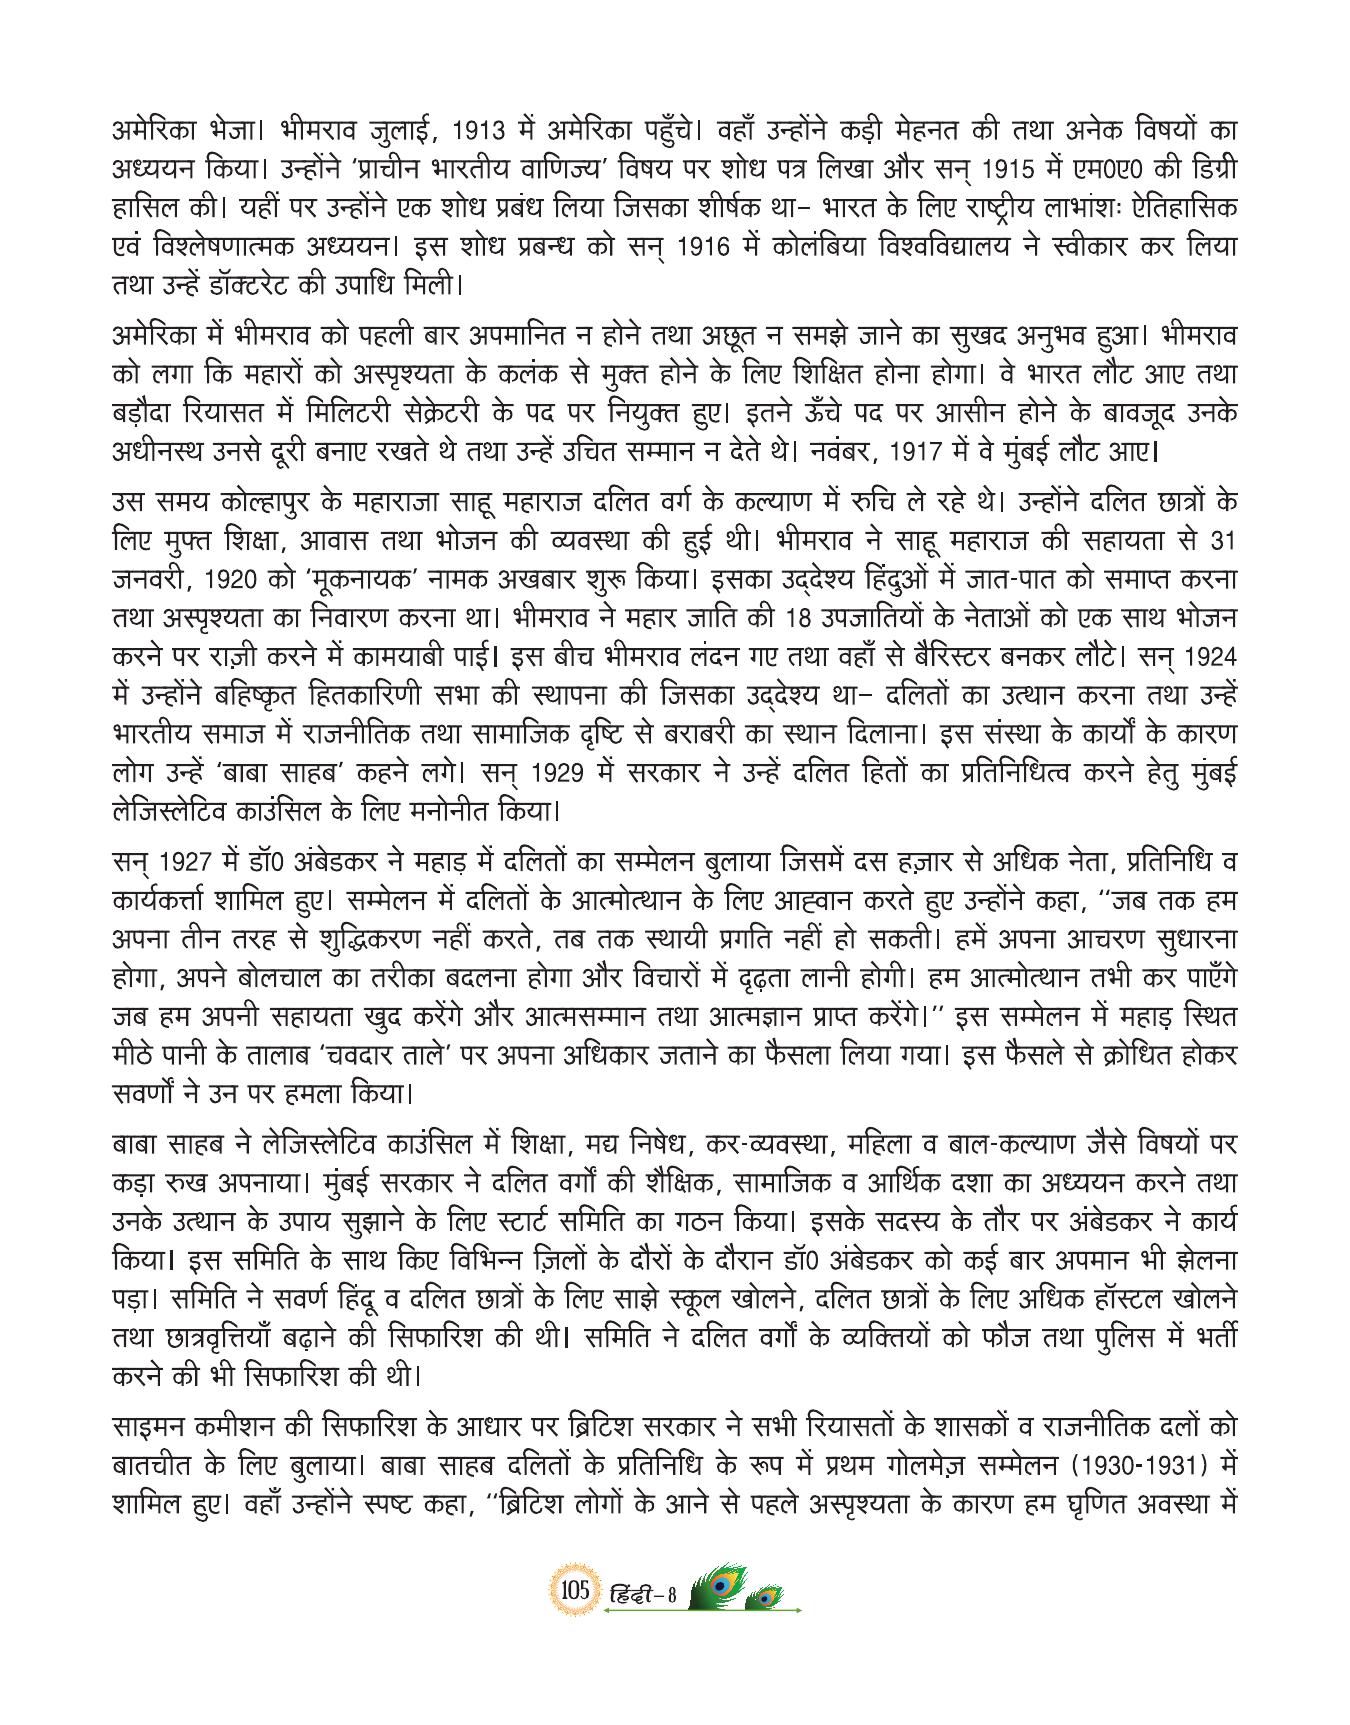 अमेरिका भेजा। भीमराव जुलाई, 1913 में अमेरिका पहुँचे। वहाँ उन्होंने कड़ी मेहनत की तथा अनेक विषयों का
अध्ययन किया। उन्होंने ‘प्राचीन भारतीय वाणिज्य’ विषय पर शोध पत्र लिखा और सन् 1915 में एम0ए0 की डिग्री
हासिल की। यहीं पर उन्होंने एक शोध प्रबंध लिया जिसका शीर्षक था– भारत के लिए राष्ट्रीय लाभांशः ऐतिहासिक
एवं विश्लेषणात्मक अध्ययन। इस शोध प्रबन्ध को सन् 1916 में कोलंबिया विश्वविद्यालय ने स्वीकार कर लिया
तथा उन्हें डॉक्टरेट की उपाधि मिली।
अमेरिका में भीमराव को पहली बार अपमानित न होने तथा अछूत न समझे जाने का सुखद अनुभव हुआ। भीमराव
को लगा कि महारों को अस्पृश्यता के कलंक से मुक्त होने के लिए शिक्षित होना होगा। वे भारत लौट आए तथा
बड़ौदा रियासत में मिलिटरी सेक्रेटरी के पद पर नियुक्त हुए। इतने ऊँचे पद पर आसीन होने के बावजूद उनके
अधीनस्थ उनसे दूरी बनाए रखते थे तथा उन्हें उचित सम्मान न देते थे। नवंबर, 1917 में वे मुंबई लौट आए।
उस समय कोल्हापुर के महाराजा साहू महाराज दलित वर्ग के कल्याण में रुचि ले रहे थे। उन्होंने दलित छात्रों के
लिए मुफ्त शिक्षा, आवास तथा भोजन की व्यवस्था की हुई थी। भीमराव ने साहू महाराज की सहायता से 31
जनवरी, 1920 को ‘मूकनायक’ नामक अखबार शुरू किया। इसका उद्देश्य हिंदुओं में जात-पात को समाप्त करना
तथा अस्पृश्यता का निवारण करना था। भीमराव ने महार जाति की 18 उपजातियों के नेताओं को एक साथ भोजन
करने पर राज़ी करने में कामयाबी पाई। इस बीच भीमराव लंदन गए तथा वहाँ से बैरिस्टर बनकर लौटे। सन् 1924
में उन्होंने बहिष्कृत हितकारिणी सभा की स्थापना की जिसका उद्देश्य था– दलितों का उत्थान करना तथा उन्हें
भारतीय समाज में राजनीतिक तथा सामाजिक दृष्टि से बराबरी का स्थान दिलाना। इस संस्था के कार्यों के कारण
लोग उन्हें ‘बाबा साहब’ कहने लगे। सन् 1929 में सरकार ने उन्हें दलित हितों का प्रतिनिधित्व करने हेतु मुंबई
लेजिस्लेटिव काउंसिल के लिए मनोनीत किया।
सन् 1927 में डॉ0 अंबेडकर ने महाड़ में दलितों का सम्मेलन बुलाया जिसमें दस हज़ार से अधिक नेता, प्रतिनिधि व
कार्यकर्त्ता शामिल हुए। सम्मेलन में दलितों के आत्मोत्थान के लिए आह्वान करते हुए उन्होंने कहा, ‘‘जब तक हम
अपना तीन तरह से शुद्धिकरण नहीं करते, तब तक स्थायी प्रगति नहीं हो सकती। हमें अपना आचरण सुधारना
होगा, अपने बोलचाल का तरीका बदलना होगा और विचारों में दृढ़ता लानी होगी। हम आत्मोत्थान तभी कर पाएँगे
जब हम अपनी सहायता खुद करेंगे और आत्मसम्मान तथा आत्मज्ञान प्राप्त करेंगे।’’ इस सम्मेलन में महाड़ स्थित
मीठे पानी के तालाब ‘चवदार ताले’ पर अपना अधिकार जताने का फैसला लिया गया। इस फैसले से क्रोधित होकर
सवर्णों ने उन पर हमला किया।
बाबा साहब ने लेजिस्लेटिव काउंसिल में शिक्षा, मद्य निषेध, कर-व्यवस्था, महिला व बाल-कल्याण जैसे विषयों पर
कड़ा रुख अपनाया। मुंबई सरकार ने दलित वर्गों की शैक्षिक, सामाजिक व आर्थिक दशा का अध्ययन करने तथा
उनके उत्थान के उपाय सुझाने के लिए स्टार्ट समिति का गठन किया। इसके सदस्य के तौर पर अंबेडकर ने कार्य
किया। इस समिति के साथ किए विभिन्न ज़िलों के दौरों के दौरान डॉ0 अंबेडकर को कई बार अपमान भी झेलना
पड़ा। समिति ने सवर्ण हिंदू व दलित छात्रों के लिए साझे स्कूल खोलने, दलित छात्रों के लिए अधिक हॉस्टल खोलने
तथा छात्रवृत्तियाँ बढ़ाने की सिफारिश की थी। समिति ने दलित वर्गों के व्यक्तियों को फौज तथा पुलिस में भर्ती
करने की भी सिफारिश की थी।
साइमन कमीशन की सिफारिश के आधार पर ब्रिटिश सरकार ने सभी रियासतों के शासकों व राजनीतिक दलों को
बातचीत के लिए बुलाया। बाबा साहब दलितों के प्रतिनिधि के रूप में प्रथम गोलमेज़ सम्मेलन (1930-1931) में
शामिल हुए। वहाँ उन्होंने स्पष्ट कहा, ‘‘ब्रिटिश लोगों के आने से पहले अस्पृश्यता के कारण हम घृणित अवस्था में
105 हिंदी–8